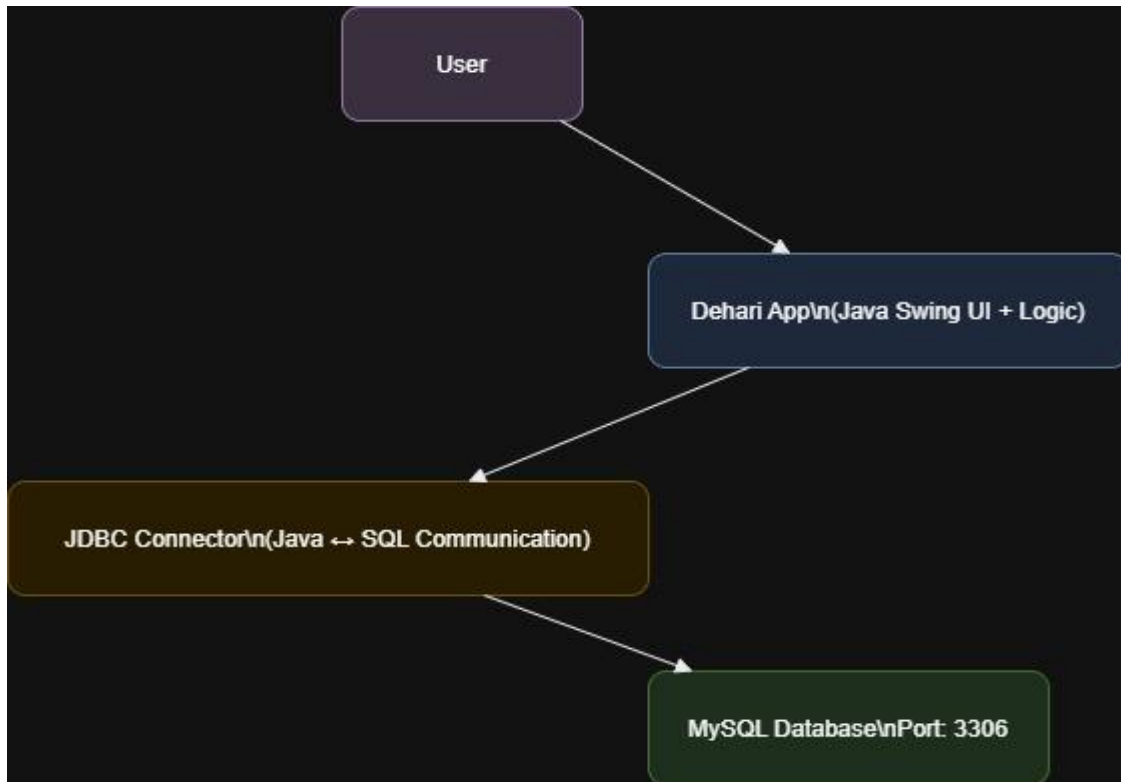 User
Dehari App\n(Java Swing UI + Logic)
JDBC Connector\n(Java ↔ SQL Communication)
MySQL Database\nPort: 3306